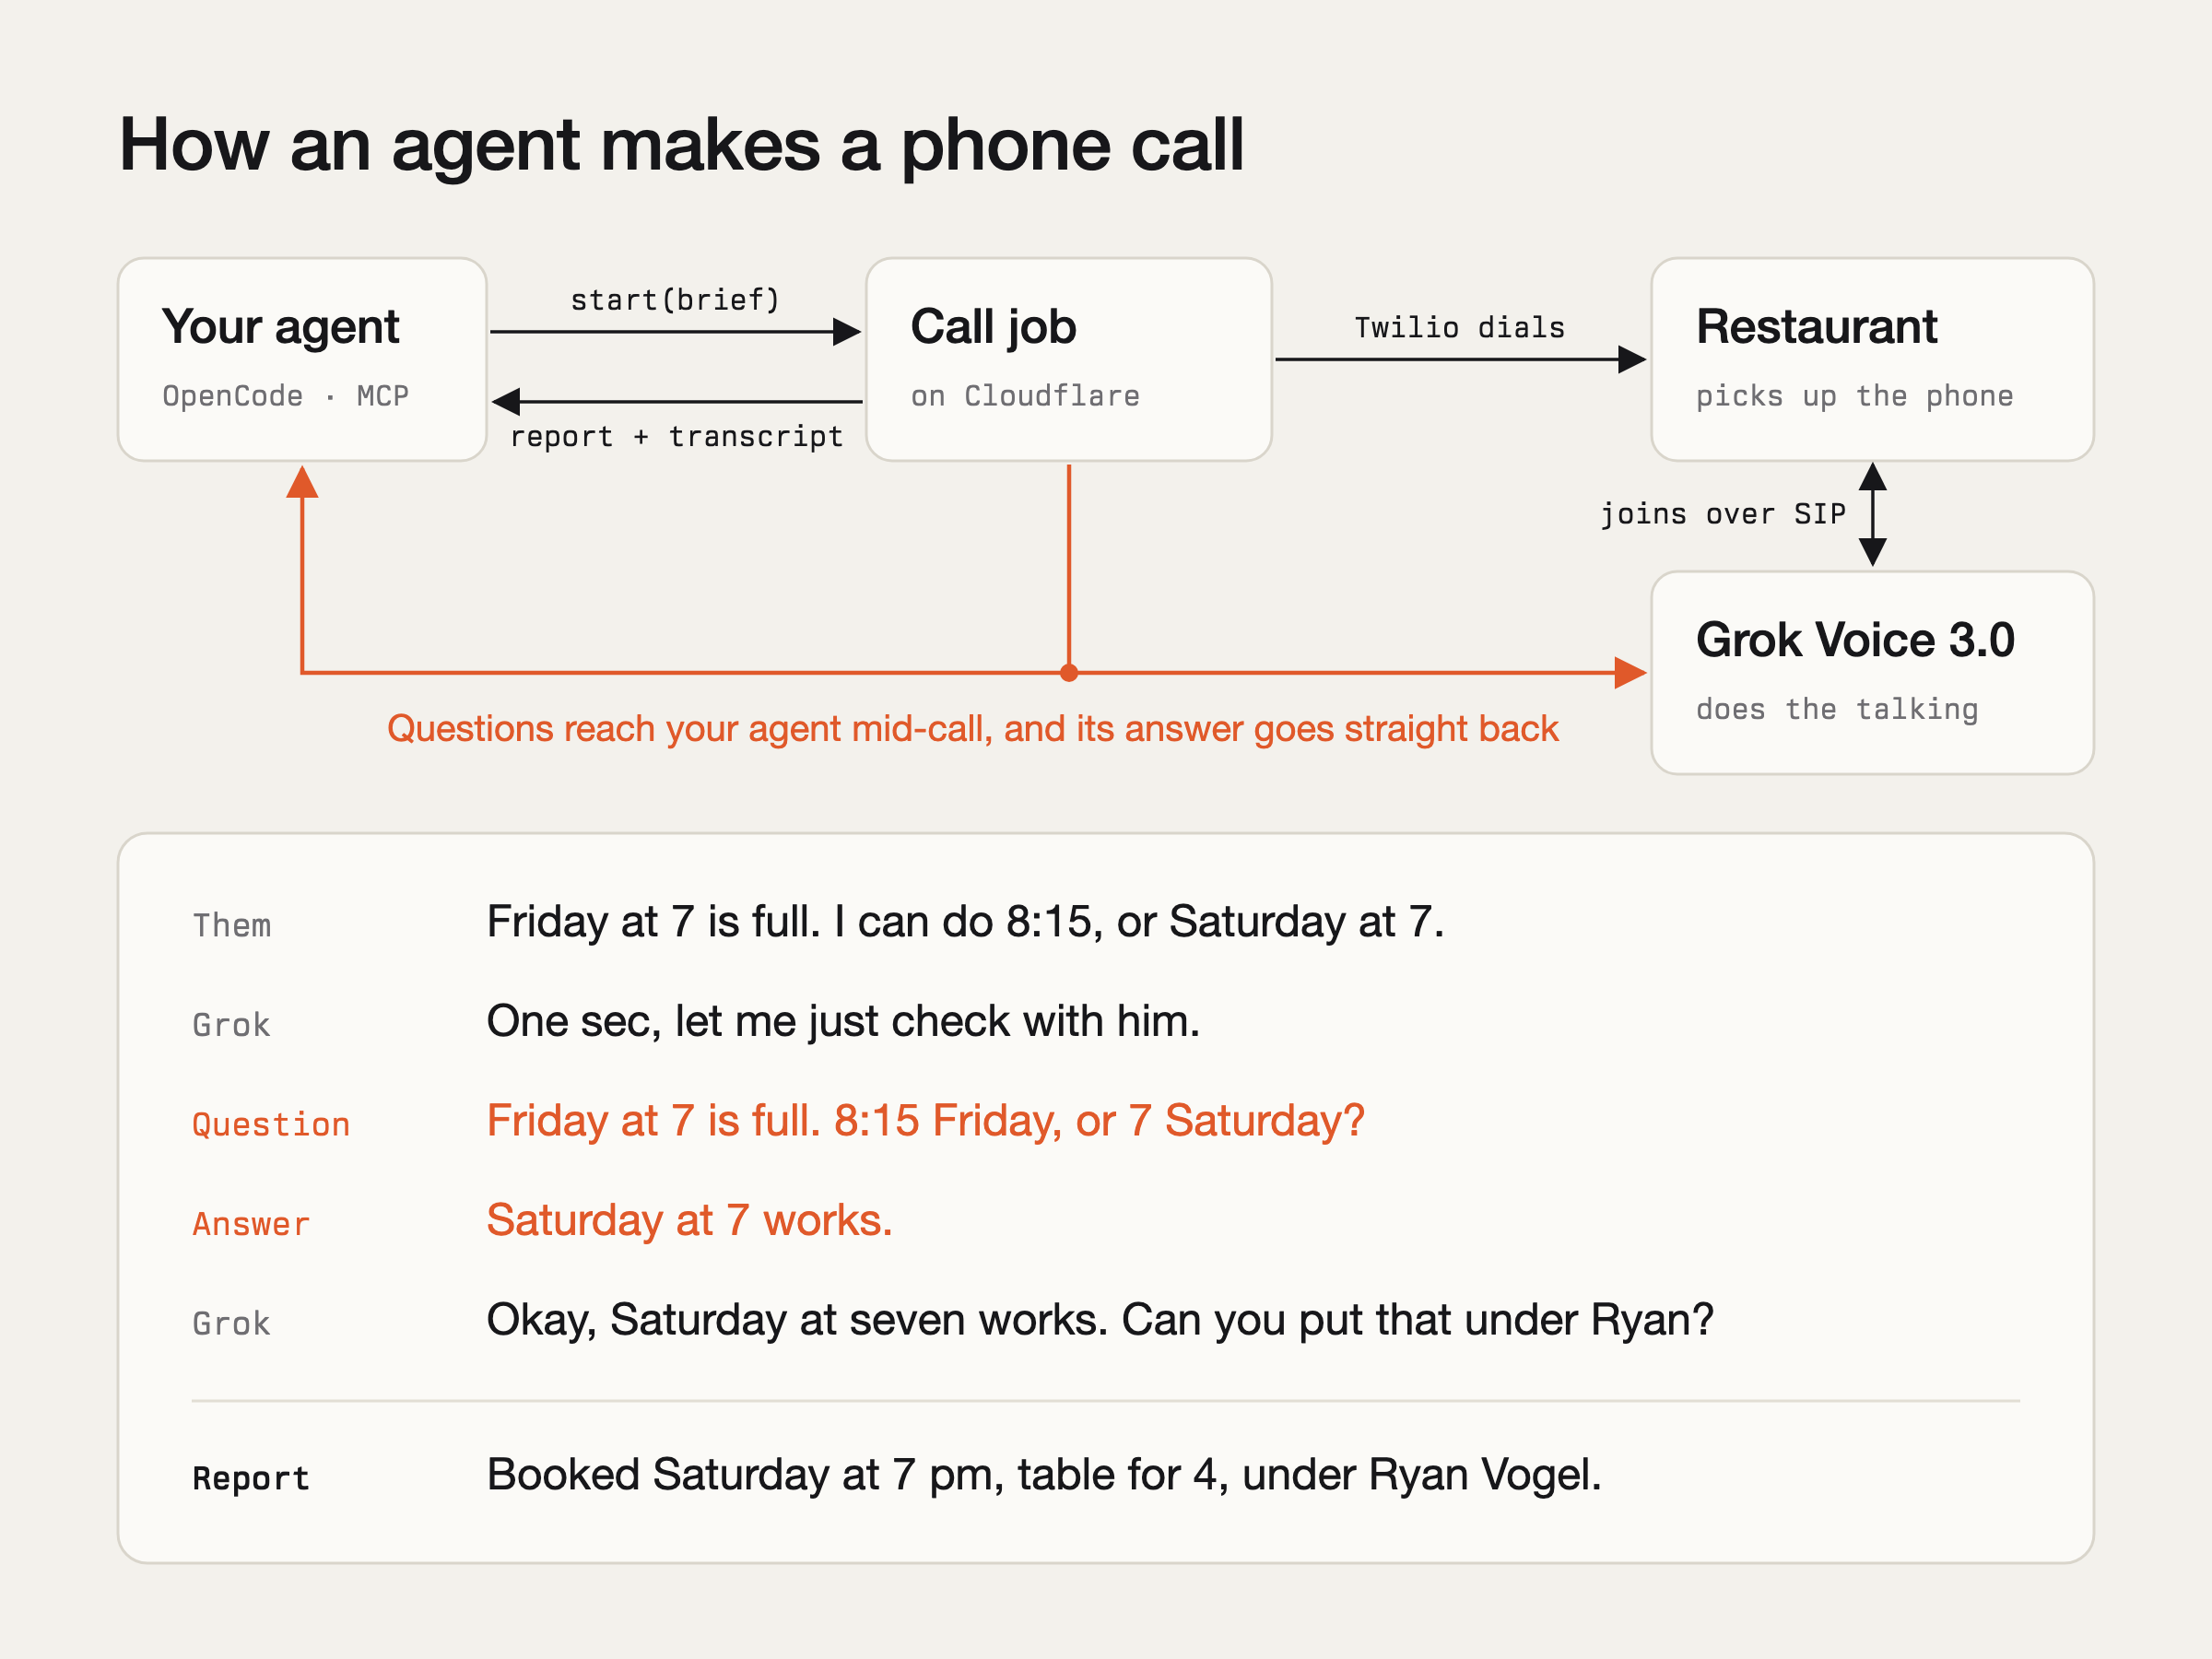 How an agent makes a phone call
Your agent
OpenCode · MCP
start(brief)
report + transcript
Call job
on Cloudflare
Twilio dials
Restaurant
picks up the phone
joins over SIP
Grok Voice 3.0
does the talking
Questions reach your agent mid-call, and its answer goes straight back
Them Friday at 7 is full. I can do 8:15, or Saturday at 7.
Grok One sec, let me just check with him.
Question Friday at 7 is full. 8:15 Friday, or 7 Saturday?
Answer Saturday at 7 works.
Grok Okay, Saturday at seven works. Can you put that under Ryan?
Report Booked Saturday at 7 pm, table for 4, under Ryan Vogel.